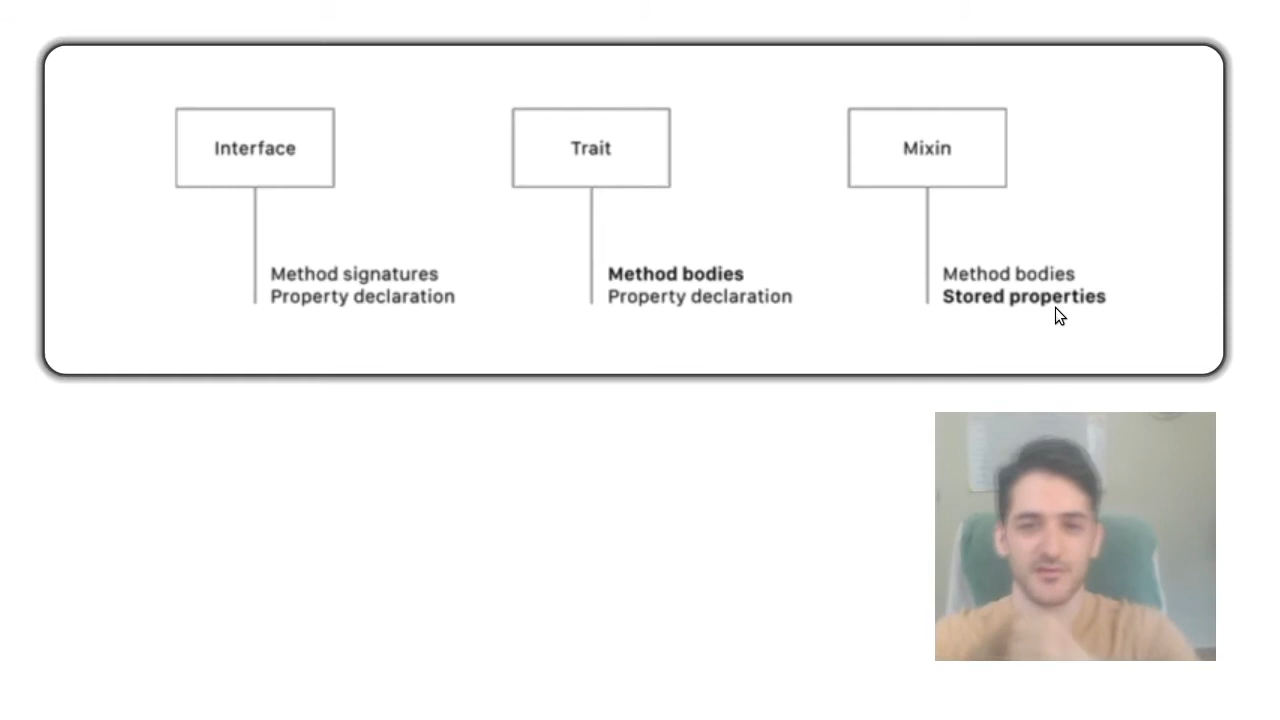 Interface
Trait
Mixin
Method signatures
Property declaration
Method bodies
Property declaration
Method bodies
Stored properties